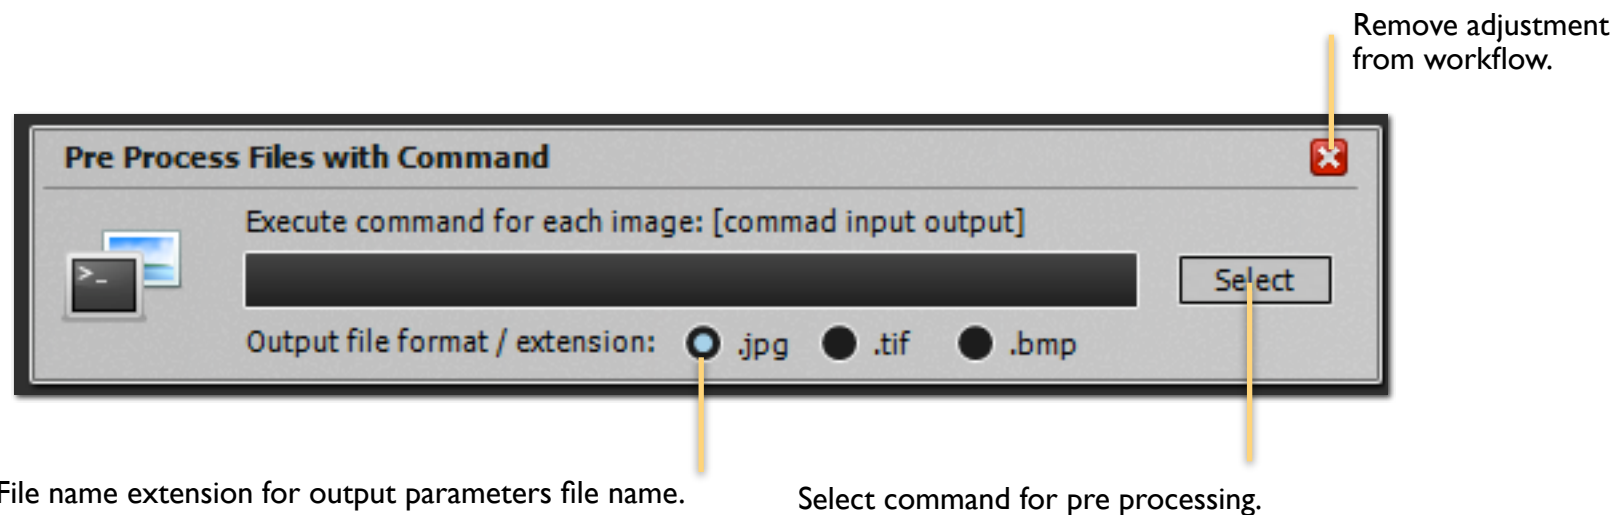 Remove adjustment
from workflow.
Pre Process Files with Command
Execute command for each image: [commad input output]
>_
Select
Output file format / extension: .jpg .tif .bmp
File name extension for output parameters file name.
Select command for pre processing.